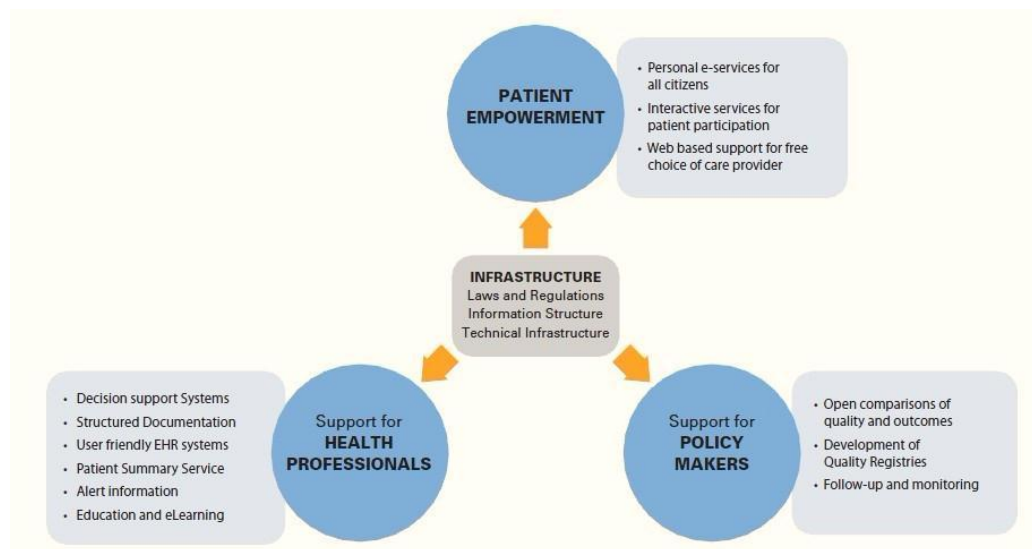 PATIENT
EMPOWERMENT
• Personal e-services for
all citizens
• Interactive services for
patient participation
• Web based support for free
choice of care provider
INFRASTRUCTURE
Laws and Regulations
Information Structure
Technical Infrastructure
• Decision support Systems
• Structured Documentation
• User friendly EHR systems
• Patient Summary Service
• Alert information
• Education and eLearning
Support for
HEALTH
PROFESSIONALS
Support for
POLICY
MAKERS
• Open comparisons of
quality and outcomes
• Development of
Quality Registries
• Follow-up and monitoring